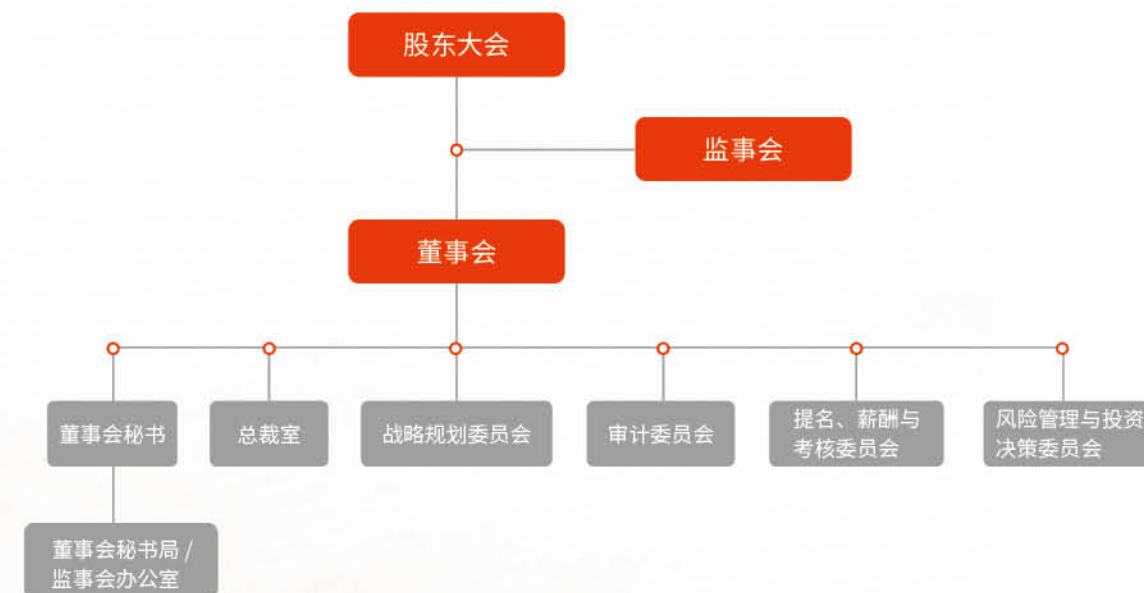 股东大会
监事会
董事会
董事会秘书
总裁室
战略规划委员会
审计委员会
提名、薪酬与
考核委员会
风险管理与投资
决策委员会
董事会秘书局 /
监事会办公室